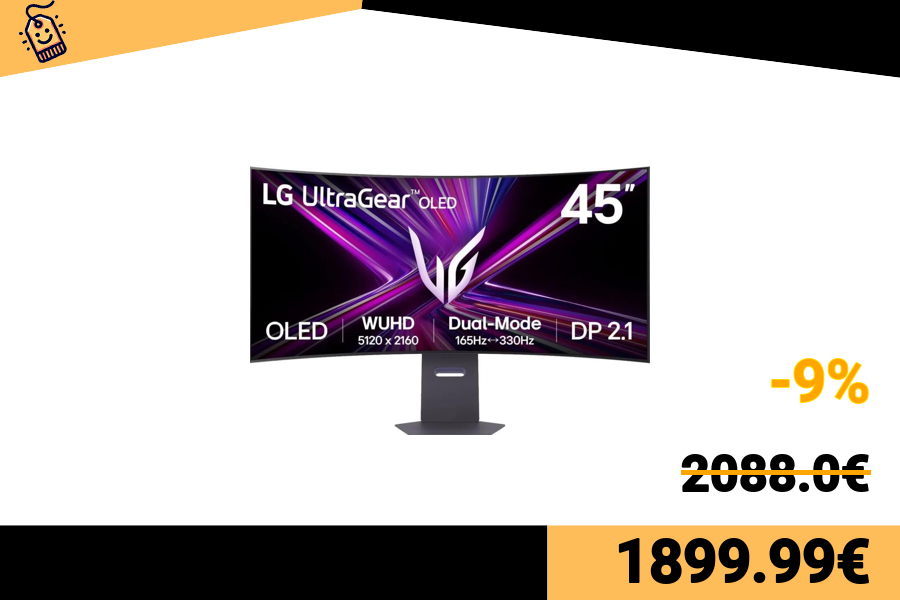 LG UltraGear™ OLED
45"
OLED
WUHD
5120 x 2160
Dual-Mode
165Hz↔330Hz
DP 2.1
-9%
2088.0€
1899.99€